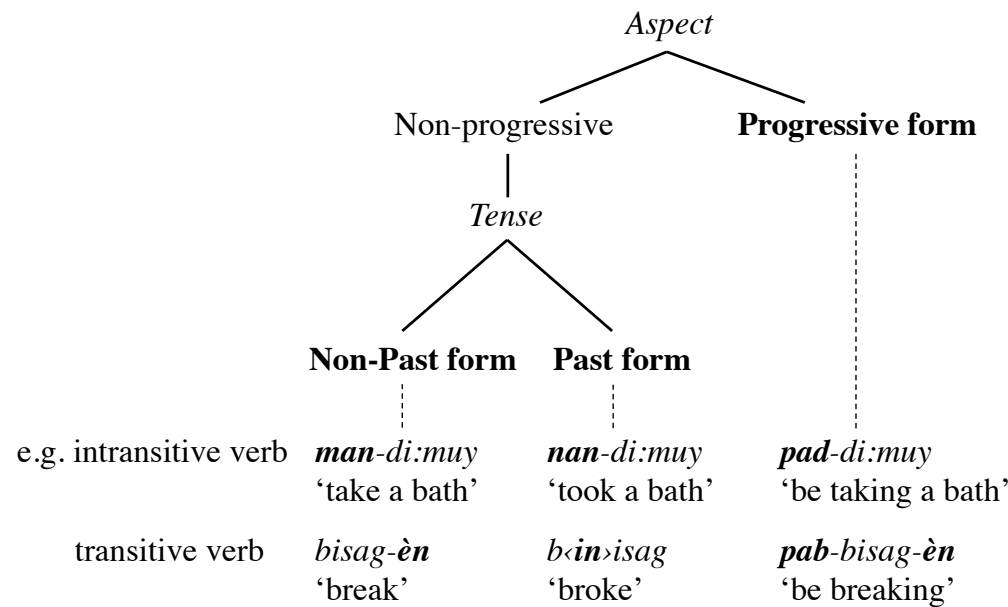 Aspect
Non-progressive Progressive form
Tense
Non-Past form Past form
e.g. intransitive verb man-di:muy nan-di:muy pad-di:muy
‘take a bath’ ‘took a bath’ ‘be taking a bath’
transitive verb bisag-èn b‹in›isag pab-bisag-èn
‘break’ ‘broke’ ‘be breaking’